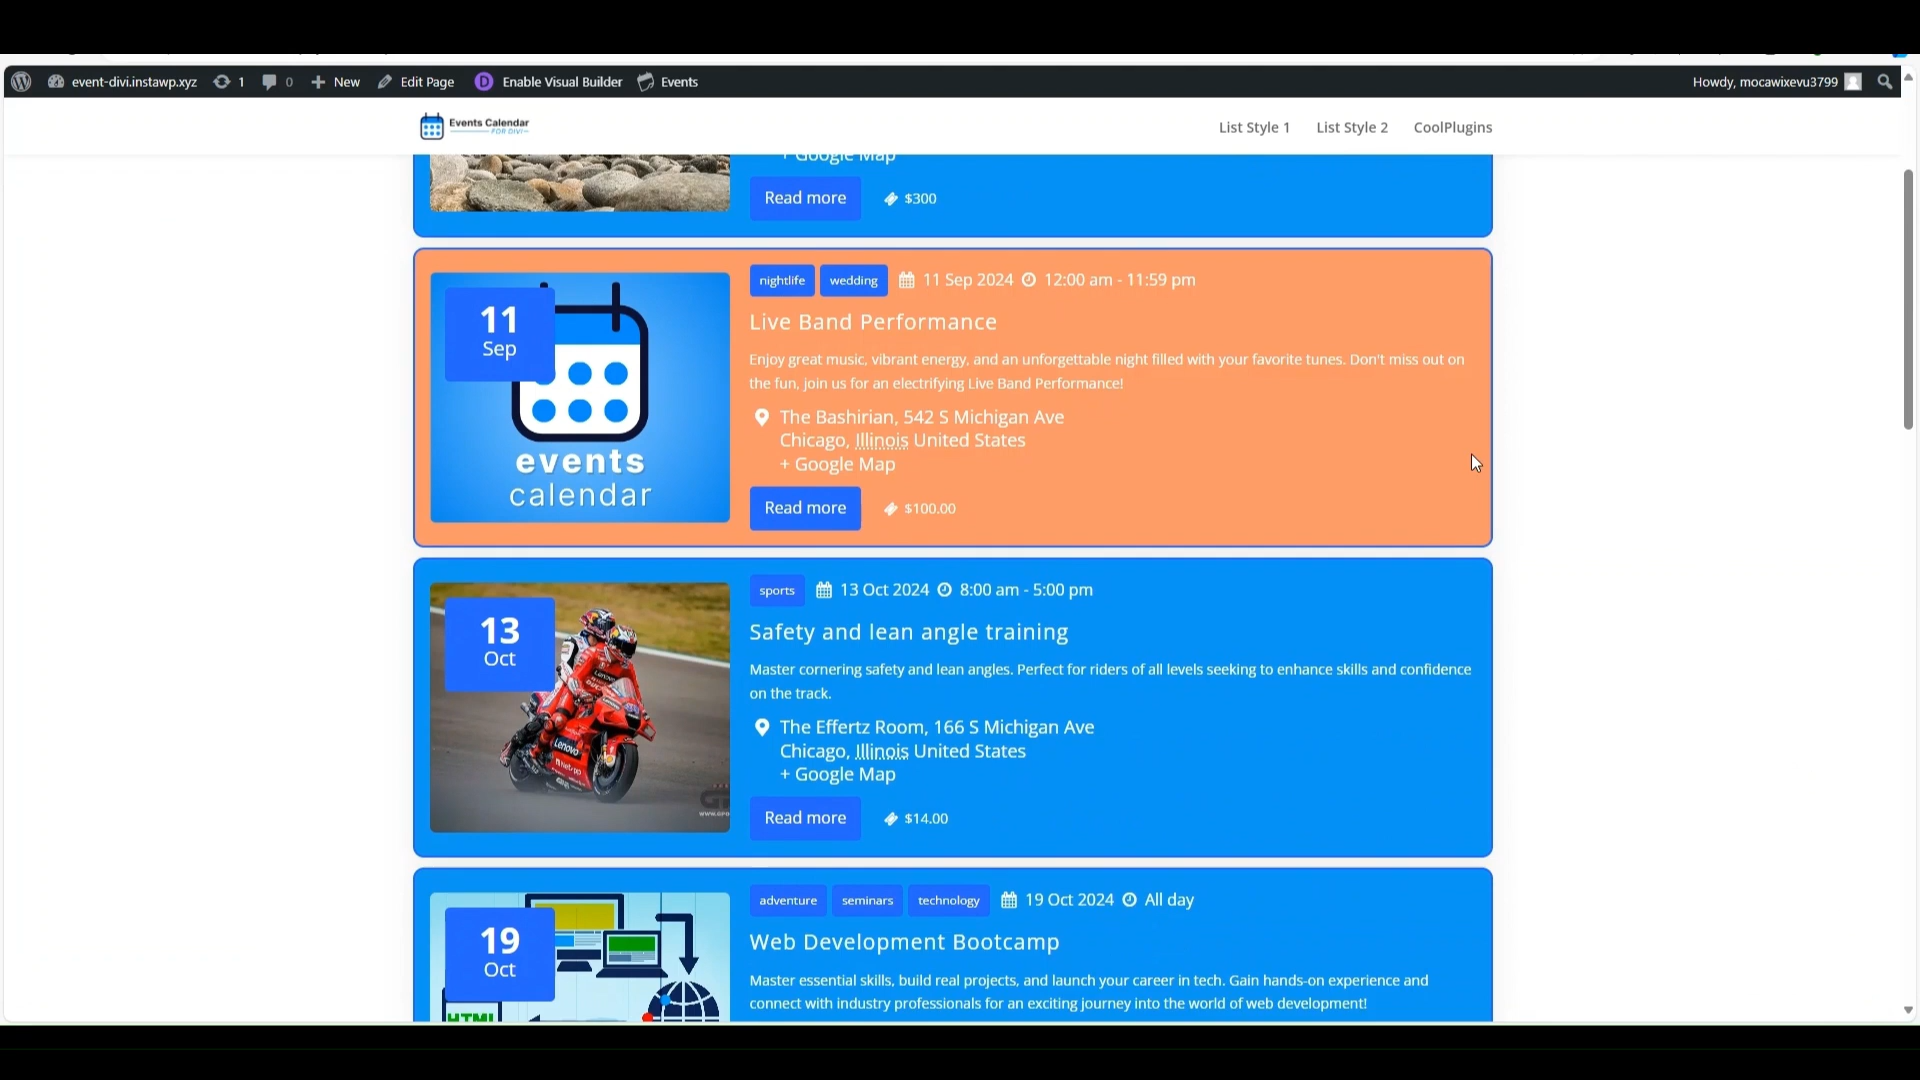 event-divi.instawp.xyz 1 0 New Edit Page D Enable Visual Builder Events Howdy, mocawixevu3799
Events Calendar
FOR DIVI
List Style 1 List Style 2 CoolPlugins
+ Google Map
Read more $300
11
Sep
events
calendar
nightlife wedding 11 Sep 2024 12:00 am - 11:59 pm
Live Band Performance
Enjoy great music, vibrant energy, and an unforgettable night filled with your favorite tunes. Don't miss out on
the fun, join us for an electrifying Live Band Performance!
The Bashirian, 542 S Michigan Ave
Chicago, Illinois United States
+ Google Map
Read more $100.00
13
Oct
Lenovo
sports 13 Oct 2024 8:00 am - 5:00 pm
Safety and lean angle training
Master cornering safety and lean angles. Perfect for riders of all levels seeking to enhance skills and confidence
on the track.
The Effertz Room, 166 S Michigan Ave
Chicago, Illinois United States
+ Google Map
Read more $14.00
19
Oct
HTML
adventure seminars technology 19 Oct 2024 All day
Web Development Bootcamp
Master essential skills, build real projects, and launch your career in tech. Gain hands-on experience and
connect with industry professionals for an exciting journey into the world of web development!